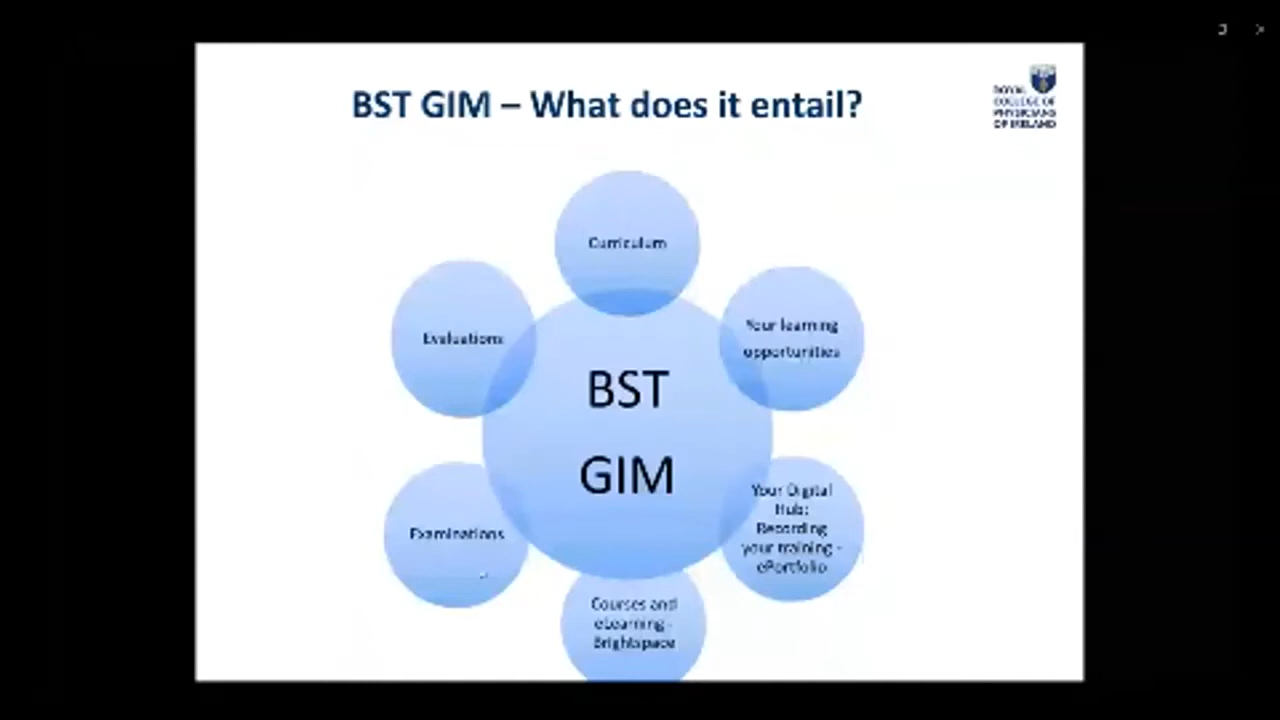 BST GIM – What does it entail?
ROYAL
COLLEGE OF
PHYSICIANS
OF IRELAND
Curriculum
Your learning
opportunities
Your Digital
Hub:
Recording
your training -
ePortfolio
Courses and
eLearning -
Brightspace
Examinations
Evaluations
BST
GIM